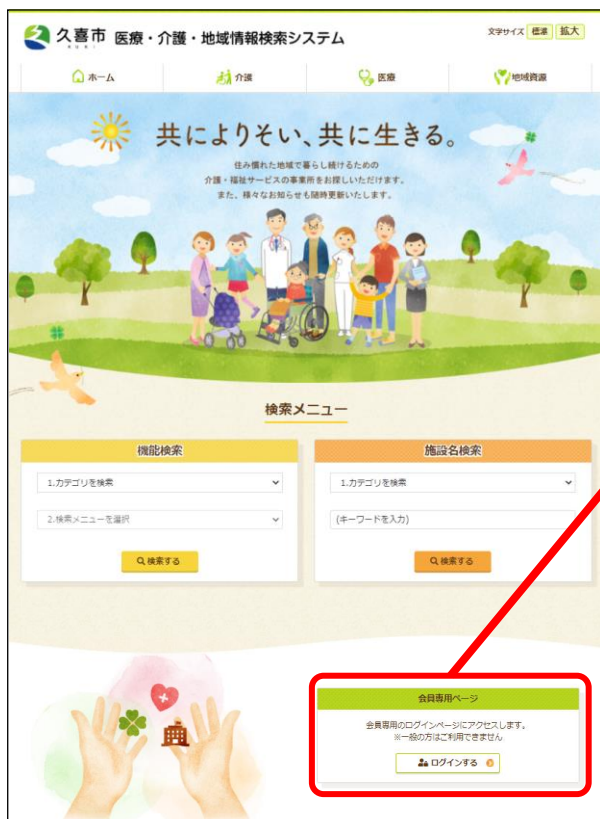 久喜市 医療・介護・地域情報検索システム
KUKI
文字サイズ 標準 拡大
ホーム 介護 医療 地域資源
共によりそい、共に生きる。
住み慣れた地域で暮らし続けるための
介護・福祉サービスの事業所をお探しいただけます。
また、様々なお知らせも随時更新いたします。
検索メニュー
機能検索
1.カテゴリを検索
2.検索メニューを選択
検索する
施設名検索
1.カテゴリを検索
(キーワードを入力)
検索する
会員専用ページ
会員専用のログインページにアクセスします。
※一般の方はご利用できません
ログインする